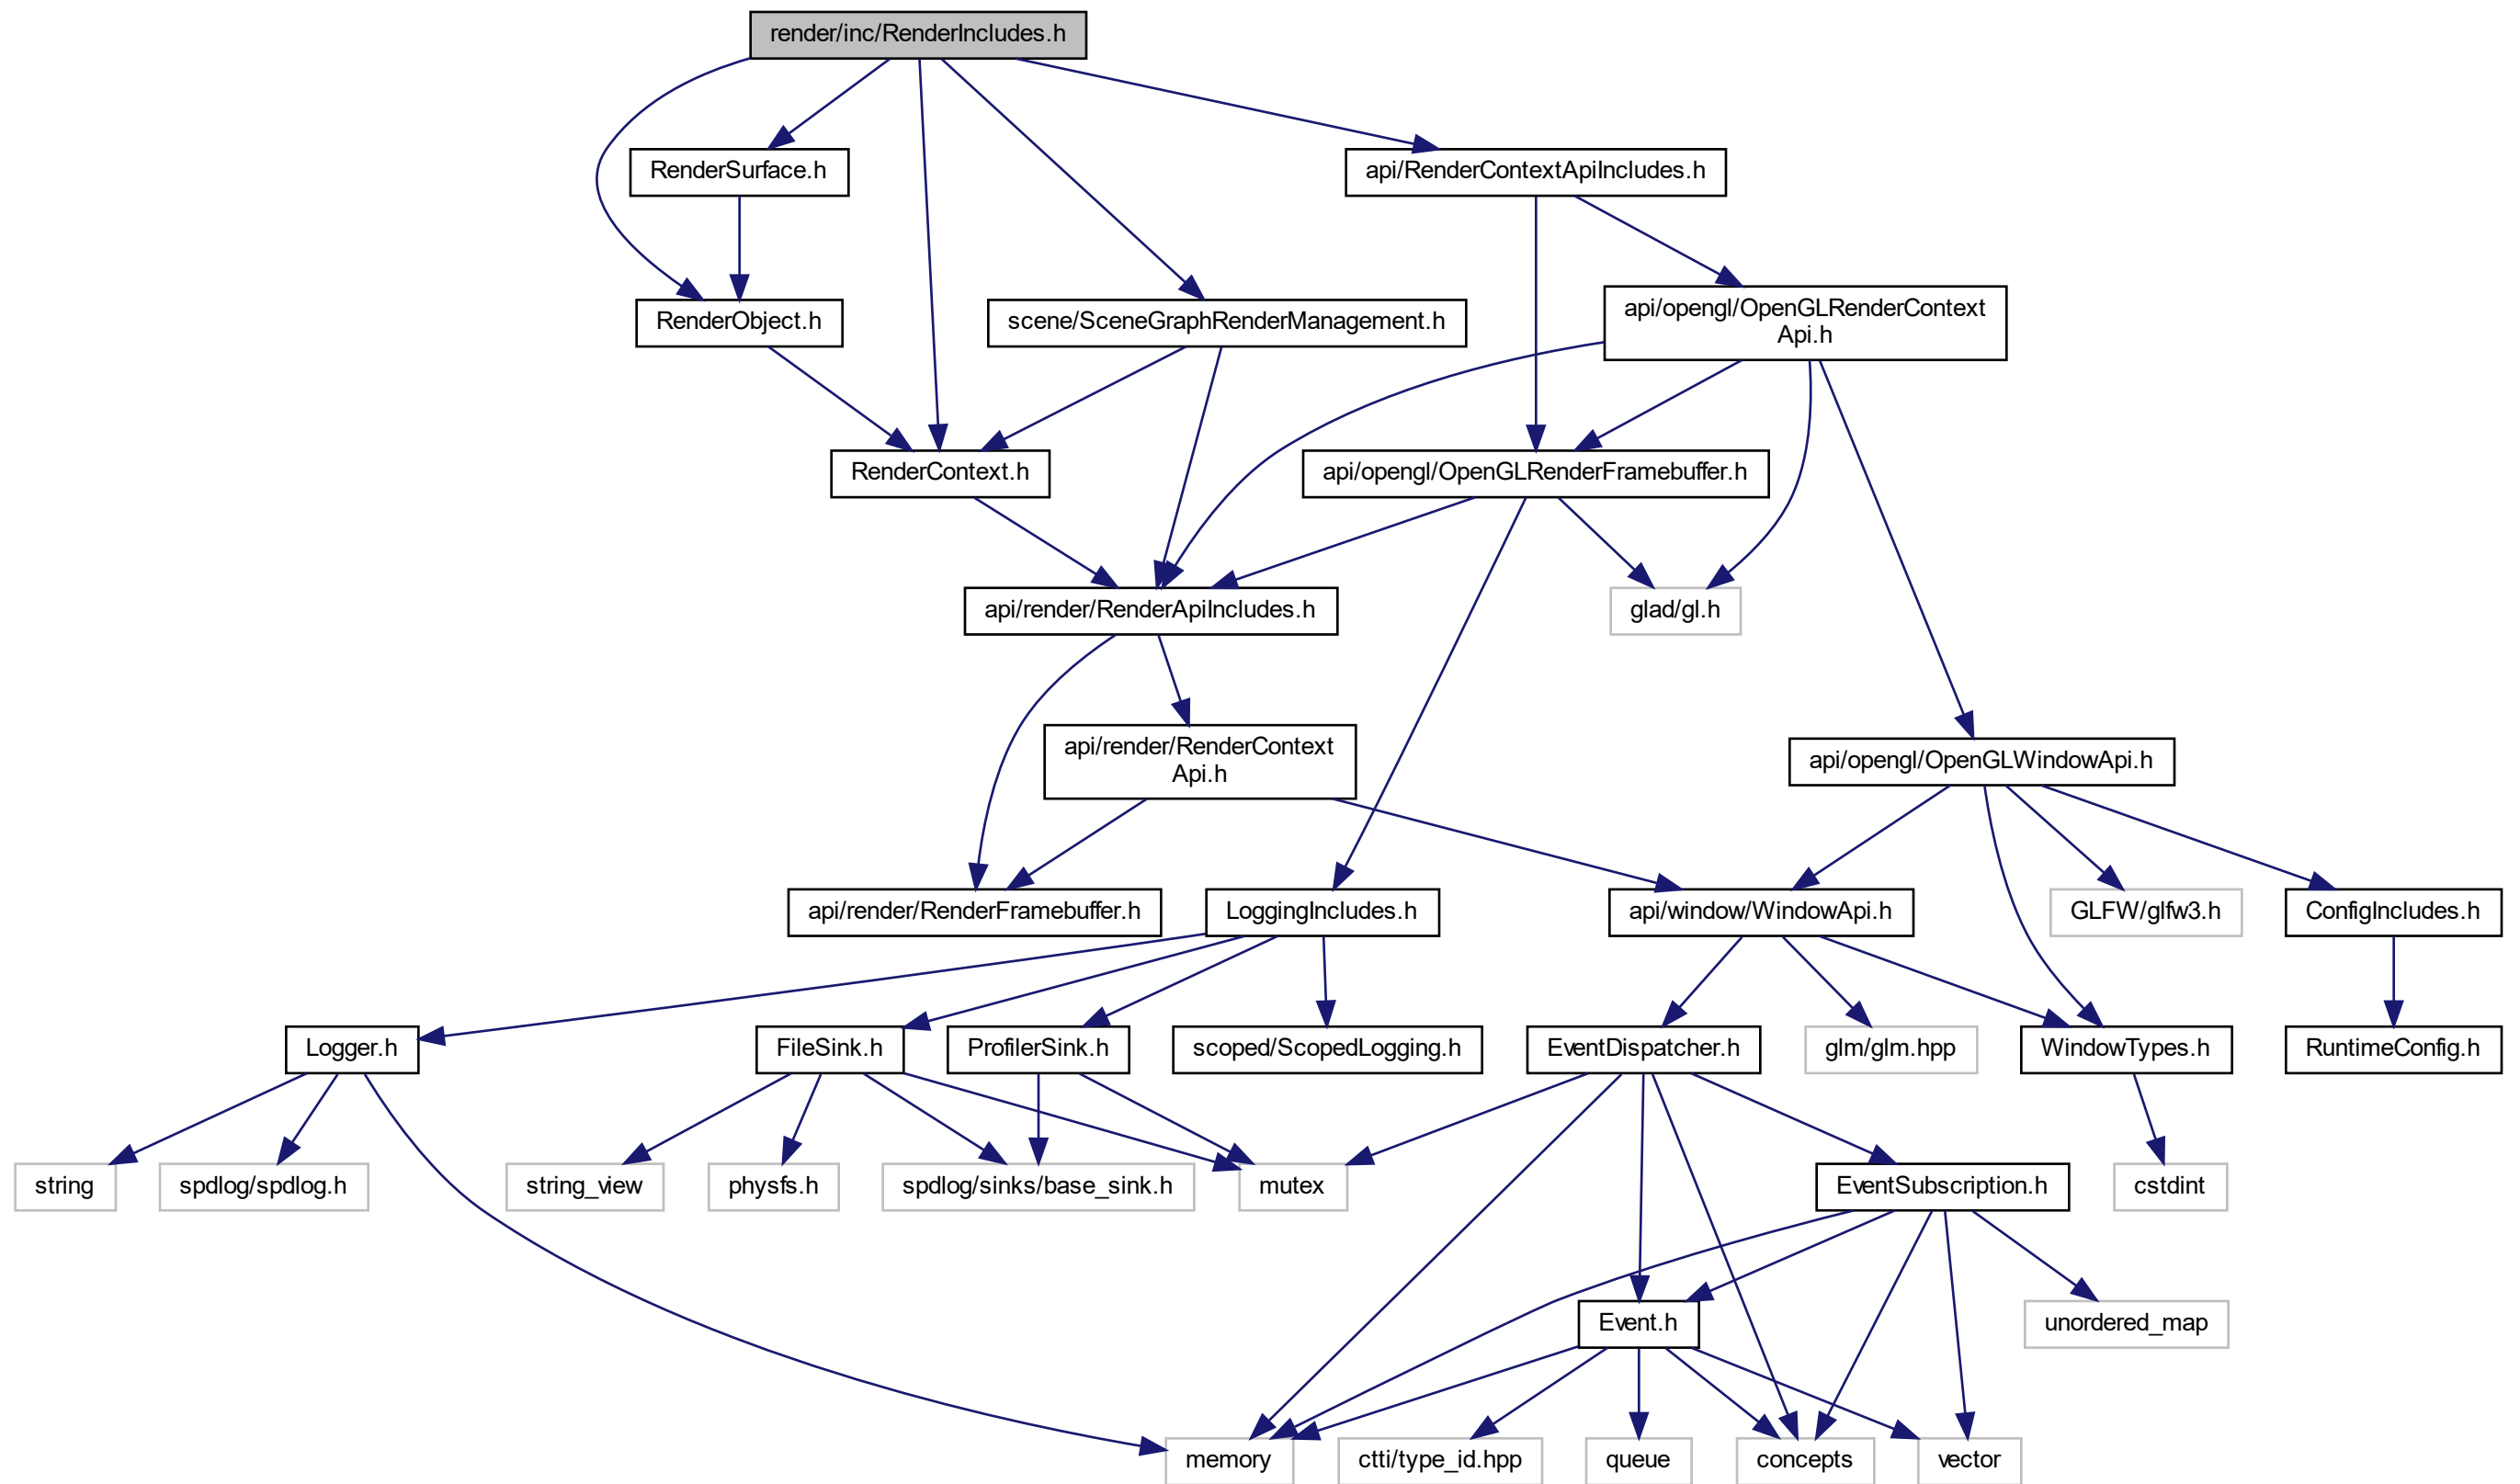 render/inc/RenderIncludes.h
RenderSurface.h
api/RenderContextApiIncludes.h
RenderObject.h
scene/SceneGraphRenderManagement.h
api/opengl/OpenGLRenderContext
Api.h
RenderContext.h
api/opengl/OpenGLRenderFramebuffer.h
api/render/RenderApiIncludes.h
glad/gl.h
api/render/RenderContext
Api.h
api/opengl/OpenGLWindowApi.h
api/render/RenderFramebuffer.h
LoggingIncludes.h
api/window/WindowApi.h
GLFW/glfw3.h
ConfigIncludes.h
Logger.h
FileSink.h
ProfilerSink.h
scoped/ScopedLogging.h
EventDispatcher.h
glm/glm.hpp
WindowTypes.h
RuntimeConfig.h
string
spdlog/spdlog.h
string_view
physfs.h
spdlog/sinks/base_sink.h
mutex
EventSubscription.h
cstdint
Event.h
unordered_map
memory
ctti/type_id.hpp
queue
concepts
vector